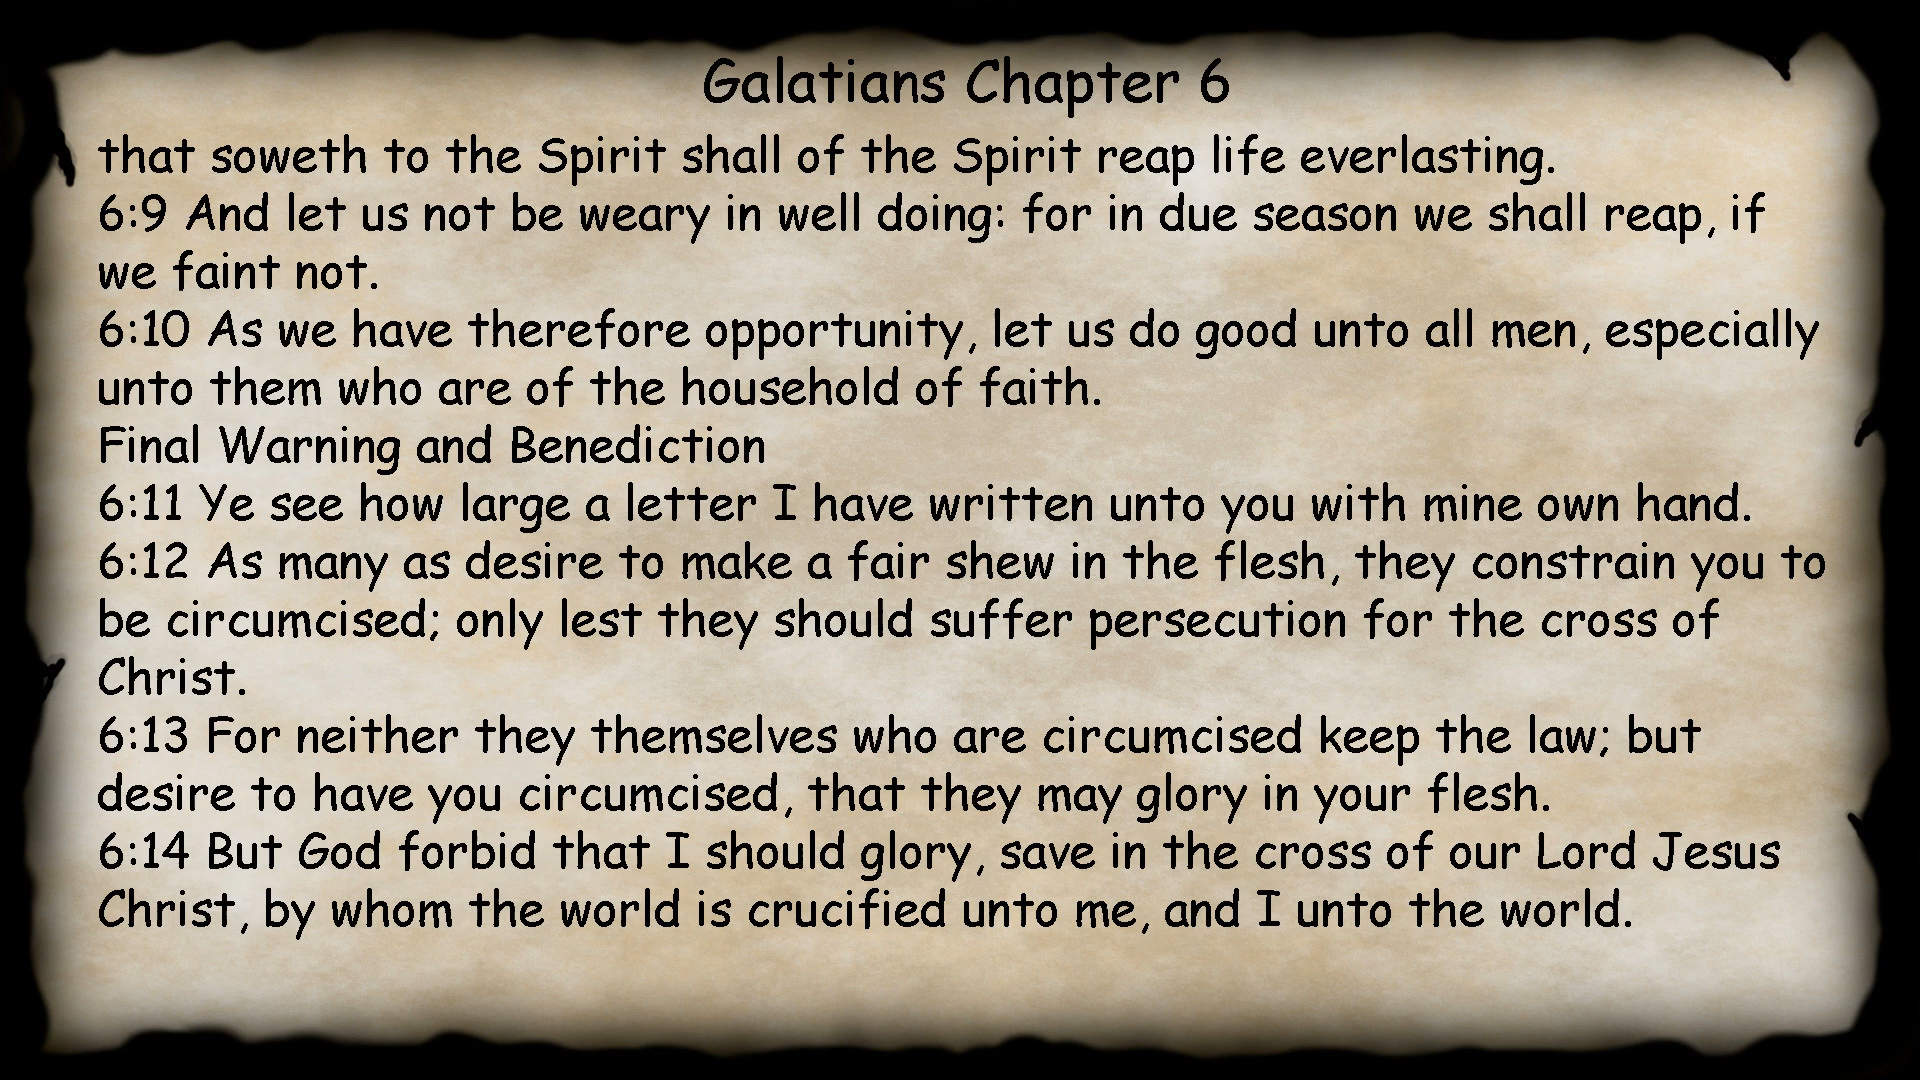 Galatians Chapter 6
that soweth to the Spirit shall of the Spirit reap life everlasting.
6:9 And let us not be weary in well doing: for in due season we shall reap, if
we faint not.
6:10 As we have therefore opportunity, let us do good unto all men, especially
unto them who are of the household of faith.
Final Warning and Benediction
6:11 Ye see how large a letter I have written unto you with mine own hand.
6:12 As many as desire to make a fair shew in the flesh, they constrain you to
be circumcised; only lest they should suffer persecution for the cross of
Christ.
6:13 For neither they themselves who are circumcised keep the law; but
desire to have you circumcised, that they may glory in your flesh.
6:14 But God forbid that I should glory, save in the cross of our Lord Jesus
Christ, by whom the world is crucified unto me, and I unto the world.